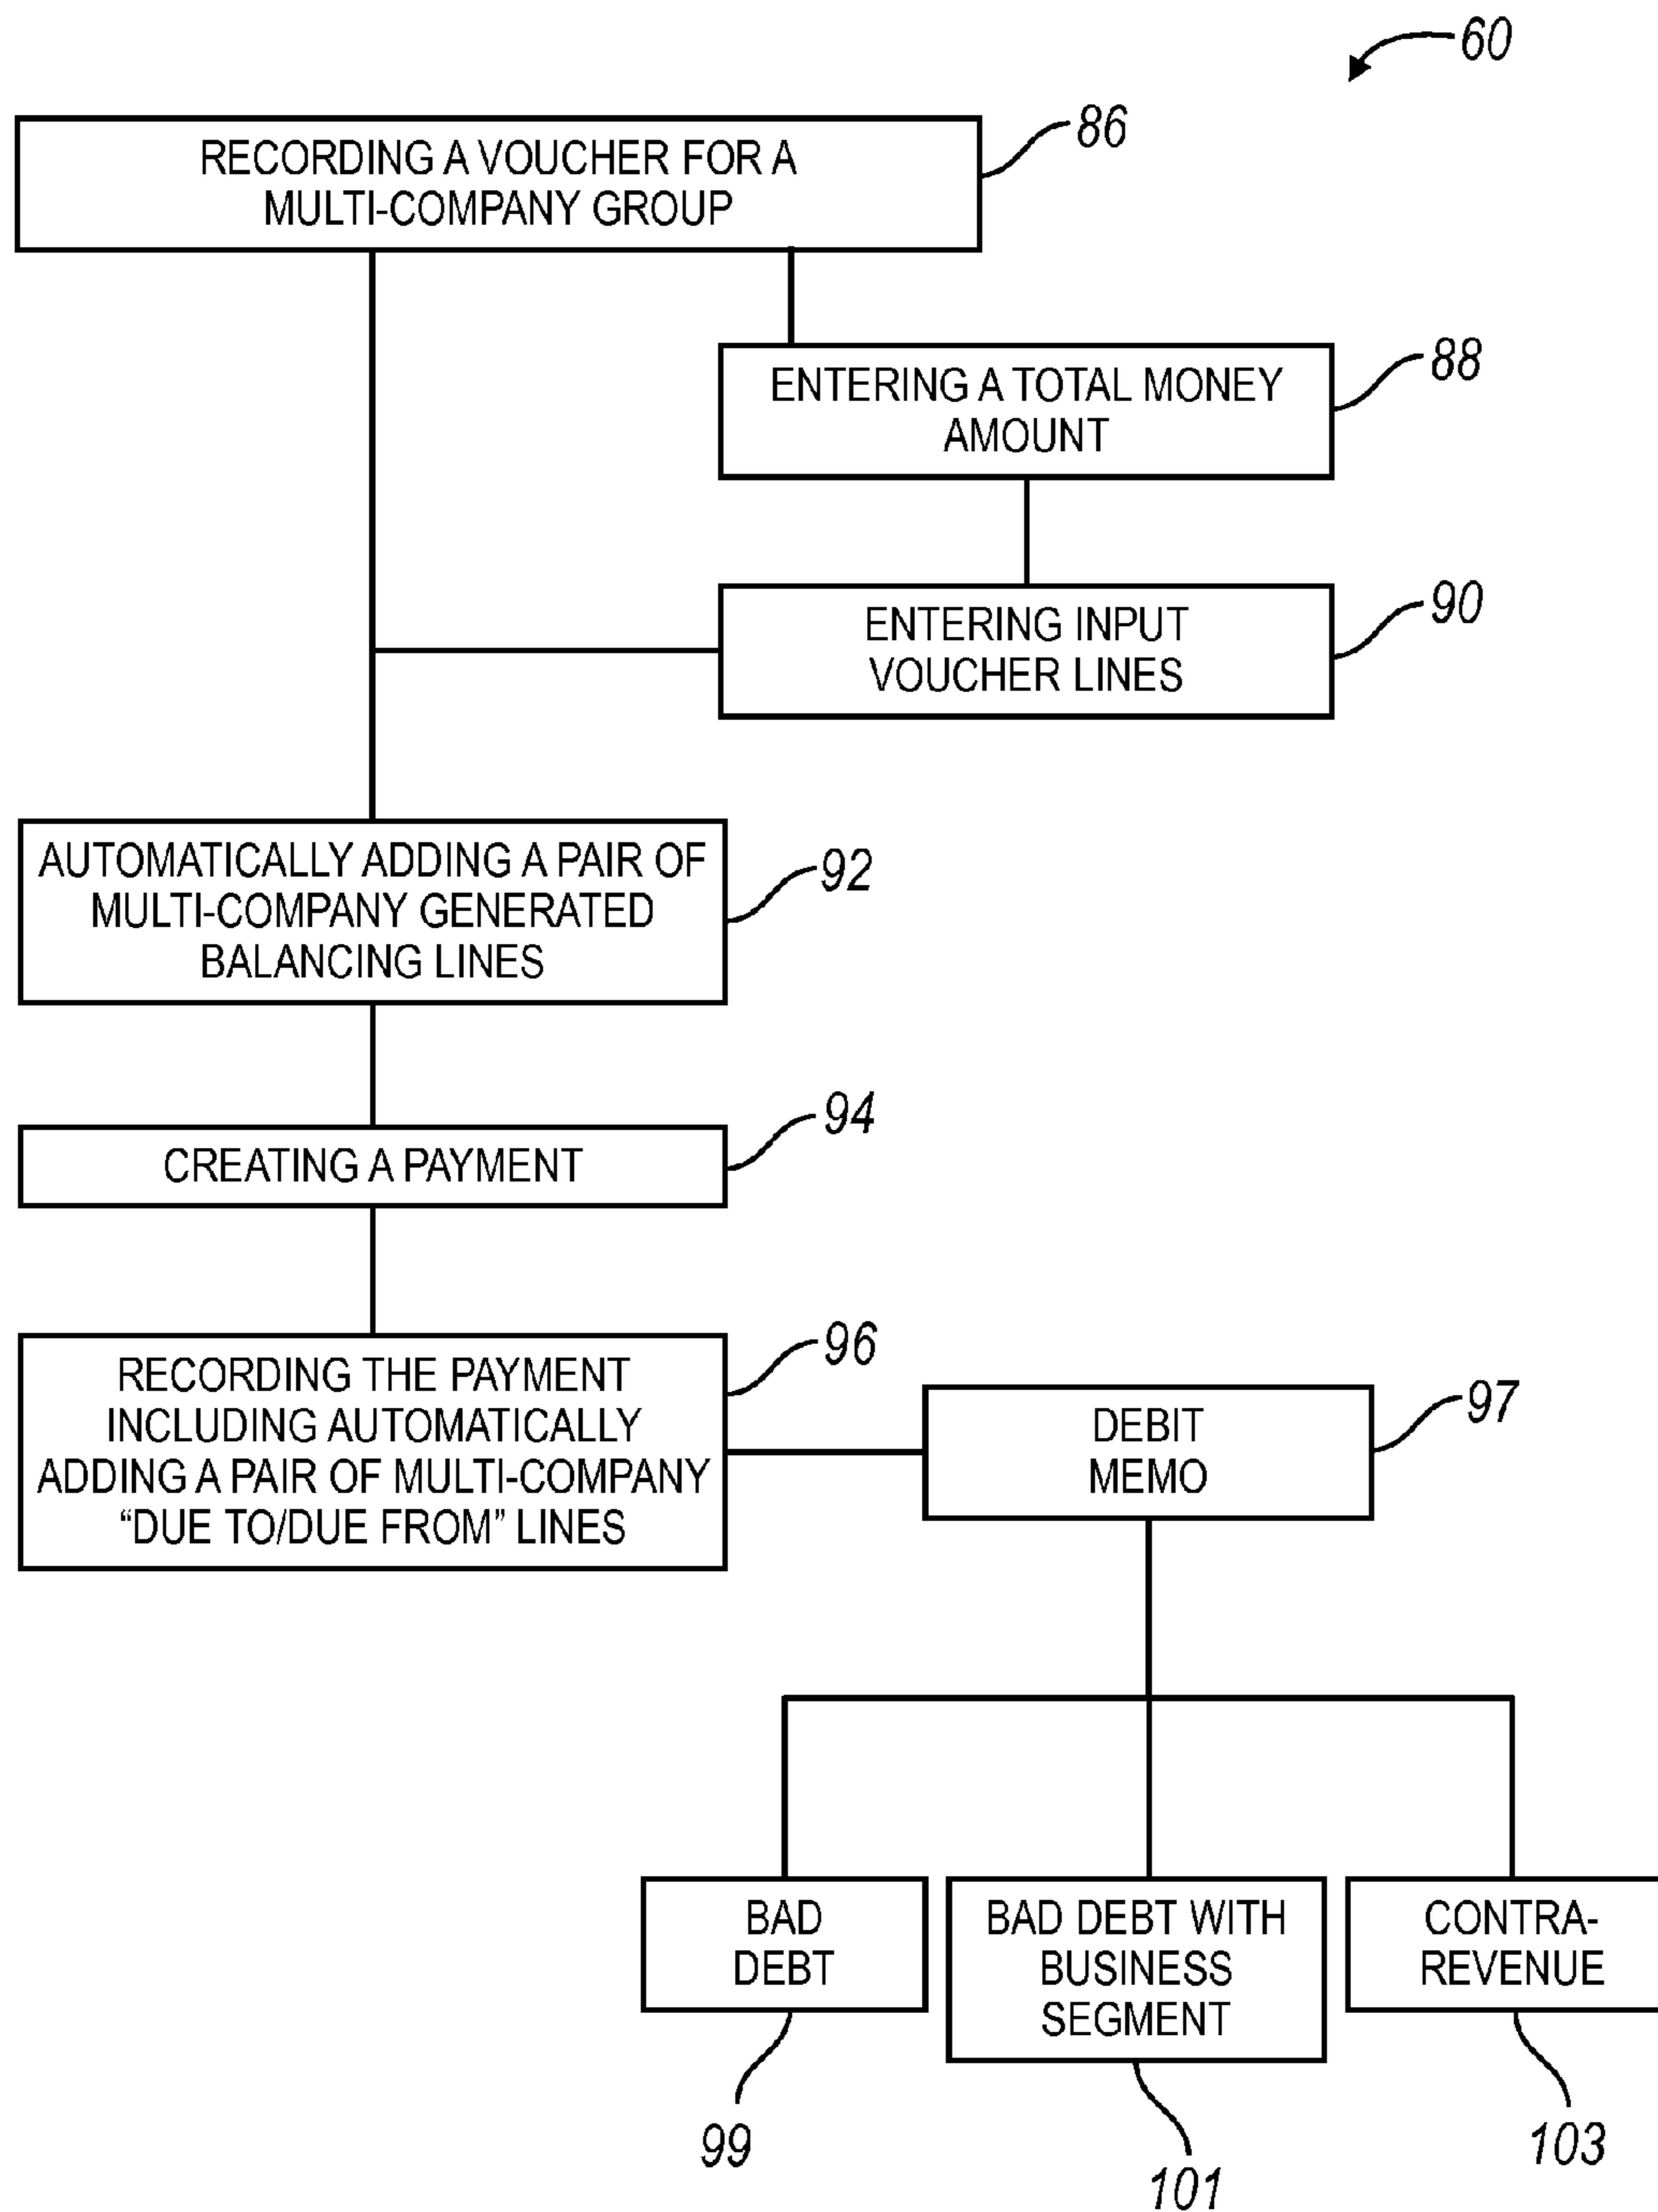 60
RECORDING A VOUCHER FOR A
MULTI-COMPANY GROUP
86
ENTERING A TOTAL MONEY
AMOUNT
88
ENTERING INPUT
VOUCHER LINES
90
AUTOMATICALLY ADDING A PAIR OF
MULTI-COMPANY GENERATED
BALANCING LINES
92
CREATING A PAYMENT
94
RECORDING THE PAYMENT
INCLUDING AUTOMATICALLY
ADDING A PAIR OF MULTI-COMPANY
“DUE TO/DUE FROM” LINES
96
DEBIT
MEMO
97
BAD
DEBT
99
BAD DEBT WITH
BUSINESS
SEGMENT
101
CONTRA-
REVENUE
103